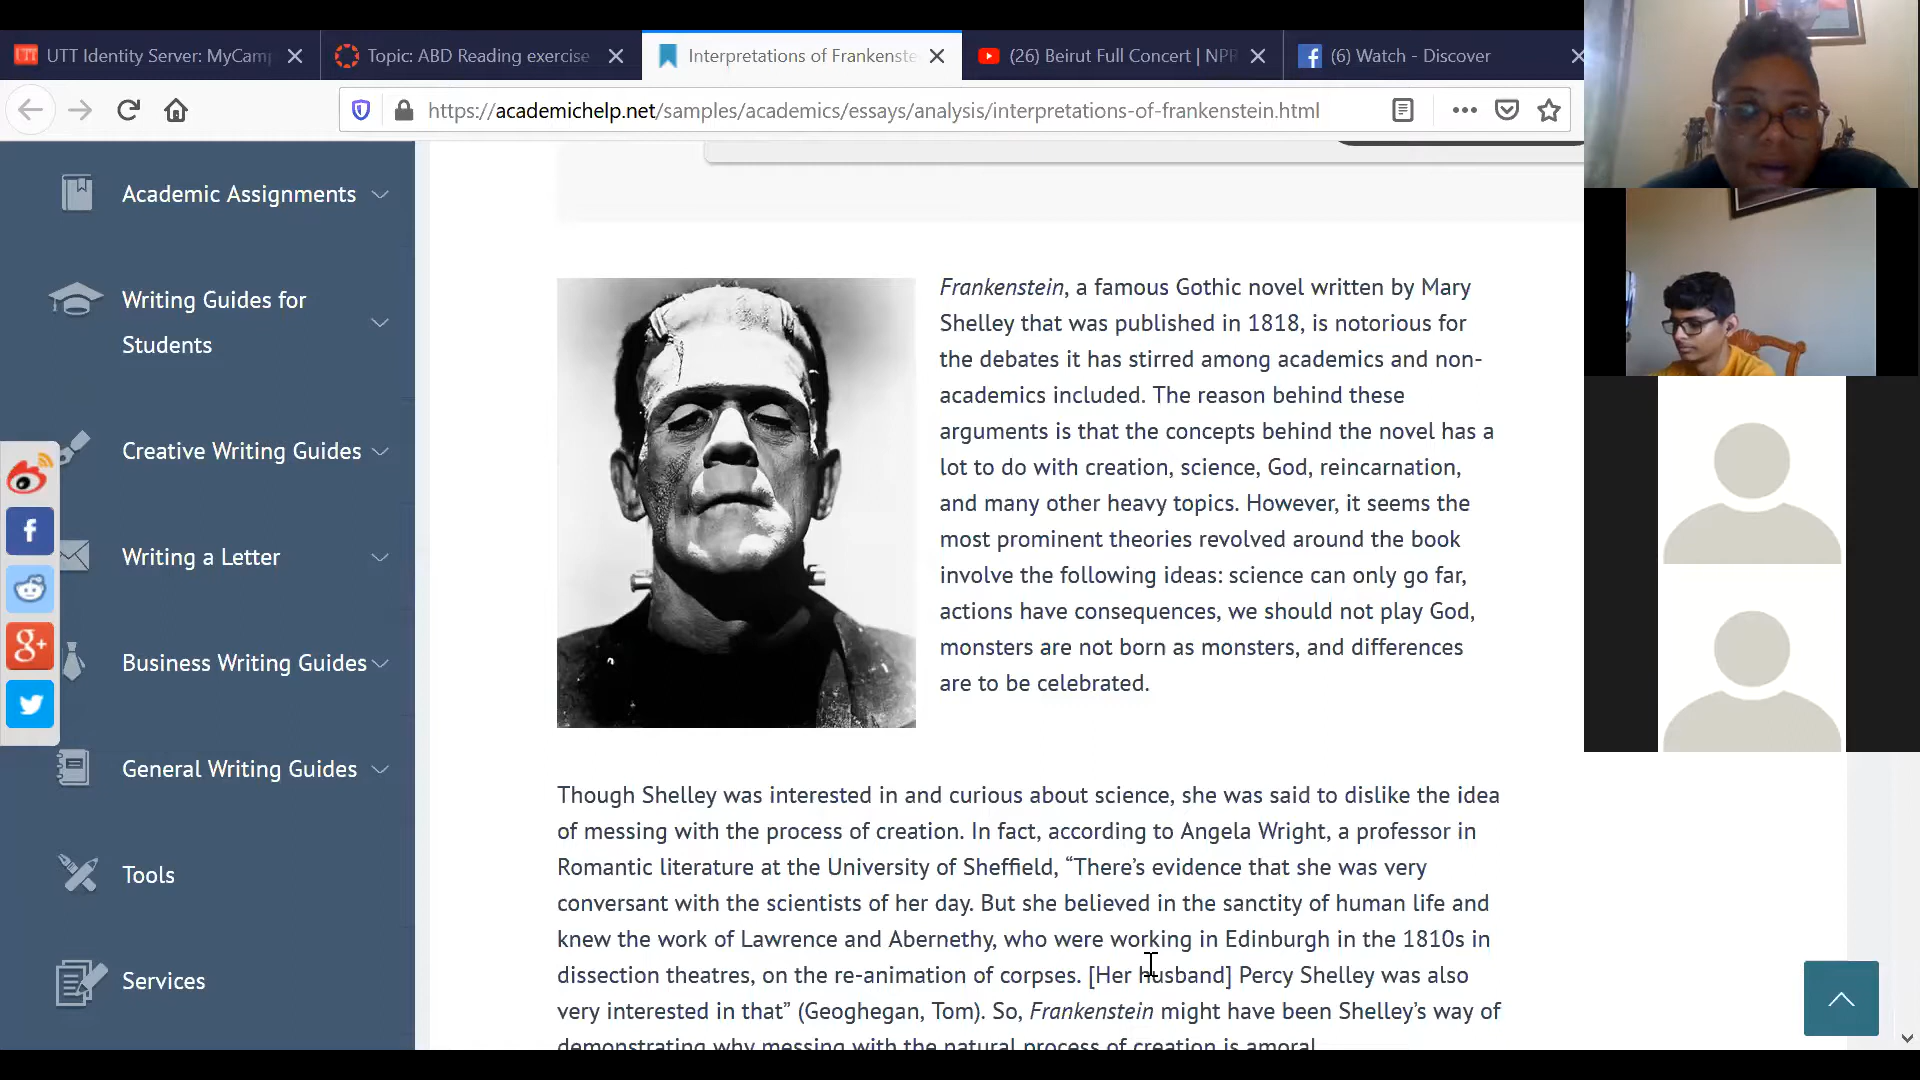 UTT Identity Server: MyCam
Topic: ABD Reading exercise
Interpretations of Frankenste
(26) Beirut Full Concert | NPR
(6) Watch - Discover
https://academichelp.net/samples/academics/essays/analysis/interpretations-of-frankenstein.html
Academic Assignments
Writing Guides for
Students
Creative Writing Guides
Writing a Letter
Business Writing Guides
General Writing Guides
Tools
Services
Frankenstein, a famous Gothic novel written by Mary
Shelley that was published in 1818, is notorious for
the debates it has stirred among academics and non-
academics included. The reason behind these
arguments is that the concepts behind the novel has a
lot to do with creation, science, God, reincarnation,
and many other heavy topics. However, it seems the
most prominent theories revolved around the book
involve the following ideas: science can only go far,
actions have consequences, we should not play God,
monsters are not born as monsters, and differences
are to be celebrated.
Though Shelley was interested in and curious about science, she was said to dislike the idea
of messing with the process of creation. In fact, according to Angela Wright, a professor in
Romantic literature at the University of Sheffield, “There’s evidence that she was very
conversant with the scientists of her day. But she believed in the sanctity of human life and
knew the work of Lawrence and Abernethy, who were working in Edinburgh in the 1810s in
dissection theatres, on the re-animation of corpses. [Her husband] Percy Shelley was also
very interested in that” (Geoghegan, Tom). So, Frankenstein might have been Shelley’s way of
demonstrating why messing with the natural process of creation is amoral.